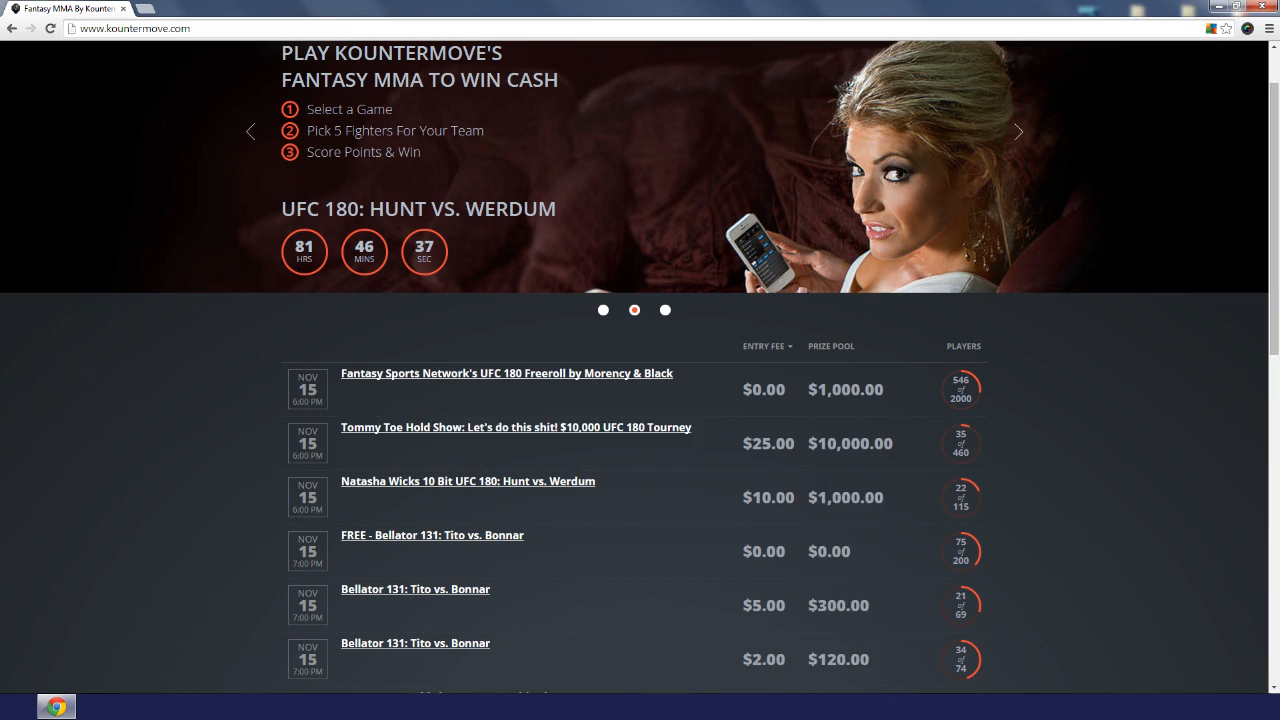 Fantasy MMA By Kounter
www.kountermove.com
PLAY KOUNTERMOVE'S
FANTASY MMA TO WIN CASH
1 Select a Game
2 Pick 5 Fighters For Your Team
3 Score Points & Win
UFC 180: HUNT VS. WERDUM
81 46 37
HRS MINS SEC
ENTRY FEE PRIZE POOL PLAYERS
NOV
15
6:00 PM
Fantasy Sports Network's UFC 180 Freeroll by Morency & Black
$0.00 $1,000.00
546
of
2000
NOV
15
6:00 PM
Tommy Toe Hold Show: Let's do this shit! $10,000 UFC 180 Tourney
$25.00 $10,000.00
35
of
460
NOV
15
6:00 PM
Natasha Wicks 10 Bit UFC 180: Hunt vs. Werdum
$10.00 $1,000.00
22
of
115
NOV
15
7:00 PM
FREE - Bellator 131: Tito vs. Bonnar
$0.00 $0.00
75
of
200
NOV
15
7:00 PM
Bellator 131: Tito vs. Bonnar
$5.00 $300.00
21
of
69
NOV
15
7:00 PM
Bellator 131: Tito vs. Bonnar
$2.00 $120.00
34
of
74